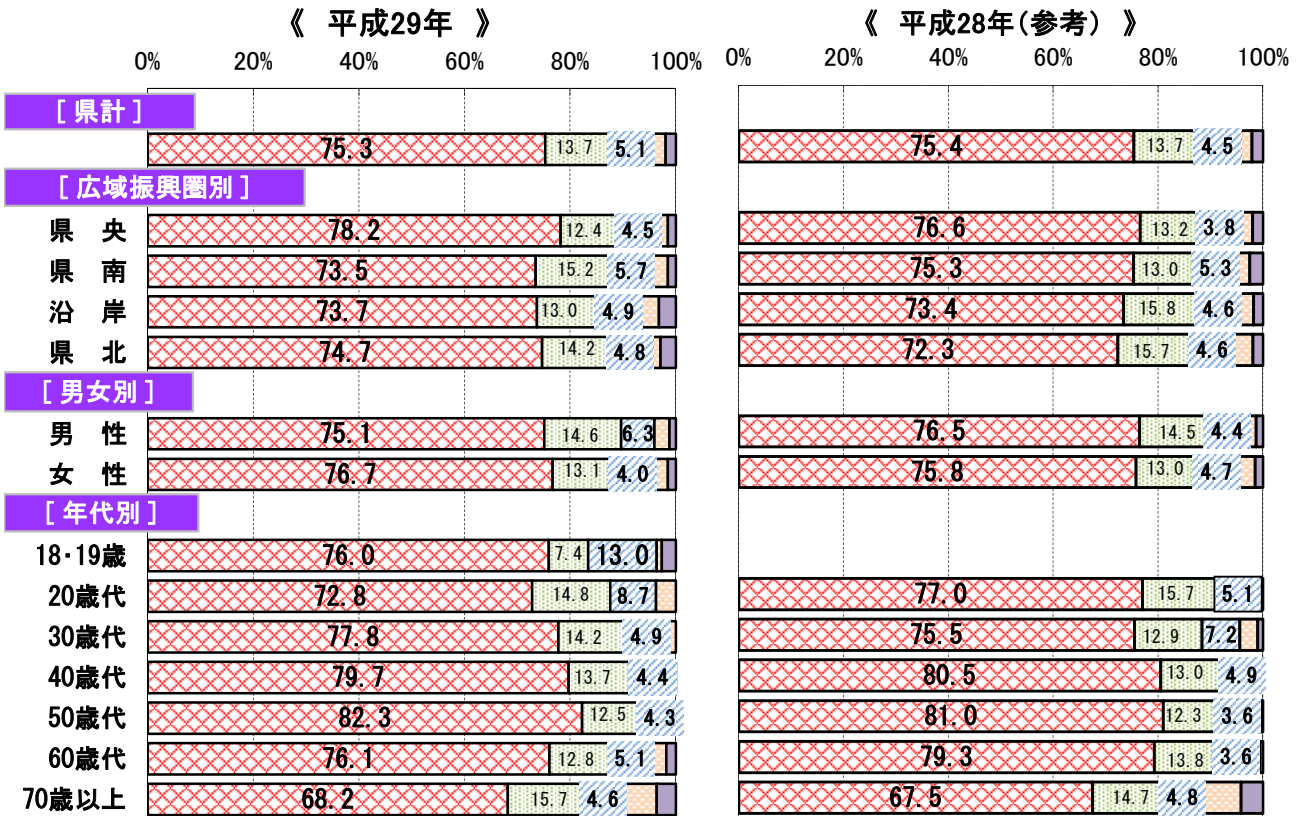 《 平成29年 》 《 平成28年(参考) 》
0% 20% 40% 60% 80% 100% 0% 20% 40% 60% 80% 100%
[ 県計 ]
75.3 13.7 5.1 75.4 13.7 4.5
[ 広域振興圏別 ]
県 央 78.2 12.4 4.5 76.6 13.2 3.8
県 南 73.5 15.2 5.7 75.3 13.0 5.3
沿 岸 73.7 13.0 4.9 73.4 15.8 4.6
県 北 74.7 14.2 4.8 72.3 15.7 4.6
[ 男女別 ]
男 性 75.1 14.6 6.3 76.5 14.5 4.4
女 性 76.7 13.1 4.0 75.8 13.0 4.7
[ 年代別 ]
18・19歳 76.0 7.4 13.0
20歳代 72.8 14.8 8.7 77.0 15.7 5.1
30歳代 77.8 14.2 4.9 75.5 12.9 7.2
40歳代 79.7 13.7 4.4 80.5 13.0 4.9
50歳代 82.3 12.5 4.3 81.0 12.3 3.6
60歳代 76.1 12.8 5.1 79.3 13.8 3.6
70歳以上 68.2 15.7 4.6 67.5 14.7 4.8